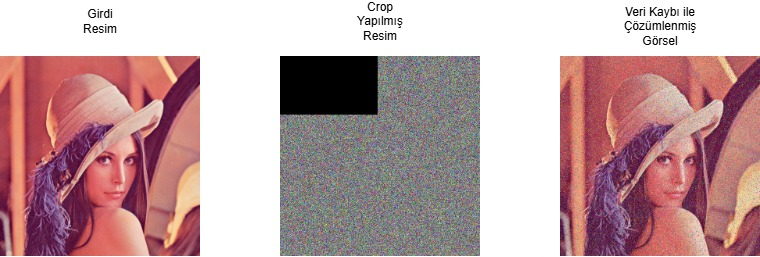 Girdi
Resim
Crop
Yapılmış
Resim
Veri Kaybı ile
Çözümlenmiş
Görsel